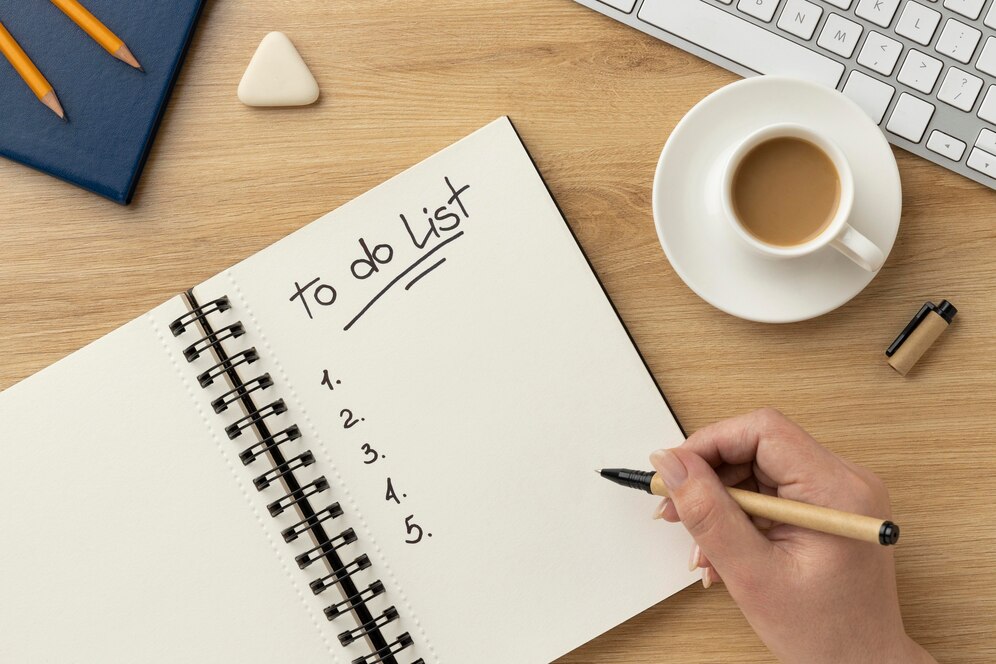 To do List
1.
2.
3.
4.
5.
B N M K L : ;
< , > . ? /